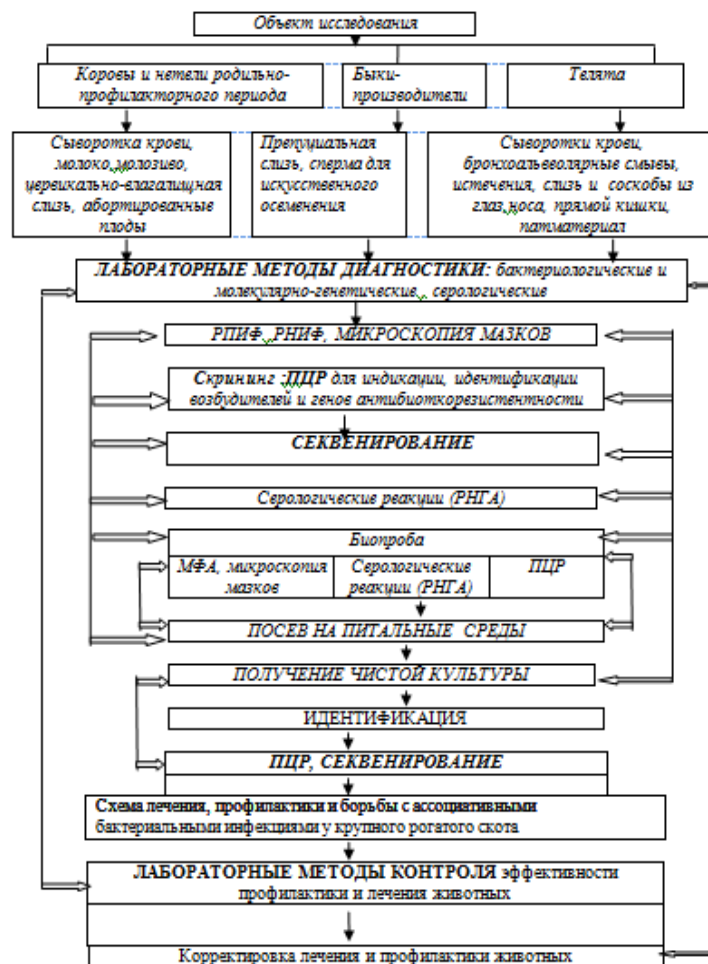 Объект исследования
Коровы и нетели родильно-
профилакторного периода
Быки-
производители
Телята
Сыворотка крови,
молоко,молозиво,
цервикально-влагалищная
слизь, абортированные
плоды
Препуциальная
слизь, сперма для
искусственного
осеменения
Сыворотки крови,
бронхоальвеолярные смывы,
истечения, слизь и соскобы из
глаз,носа, прямой кишки,
патматериал
ЛАБОРАТОРНЫЕ МЕТОДЫ ДИАГНОСТИКИ: бактериологические и
молекулярно-генетические, серологические
РПИФ, РНИФ, МИКРОСКОПИЯ МАЗКОВ
Скрининг :ПЦР для индикации, идентификации
возбудителей и генов антибиоткорезистентности
СЕКВЕНИРОВАНИЕ
Серологические реакции (РНГА)
Биопроба
МФА, микроскопия
мазков
Серологические
реакции (РНГА)
ПЦР
ПОСЕВ НА ПИТАЛЬНЫЕ СРЕДЫ
ПОЛУЧЕНИЕ ЧИСТОЙ КУЛЬТУРЫ
ИДЕНТИФИКАЦИЯ
ПЦР, СЕКВЕНИРОВАНИЕ
Схема лечения, профилактики и борьбы с ассоциативными
бактериальными инфекциями у крупного рогатого скота
ЛАБОРАТОРНЫЕ МЕТОДЫ КОНТРОЛЯ эффективности
профилактики и лечения животных
Корректировка лечения и профилактики животных